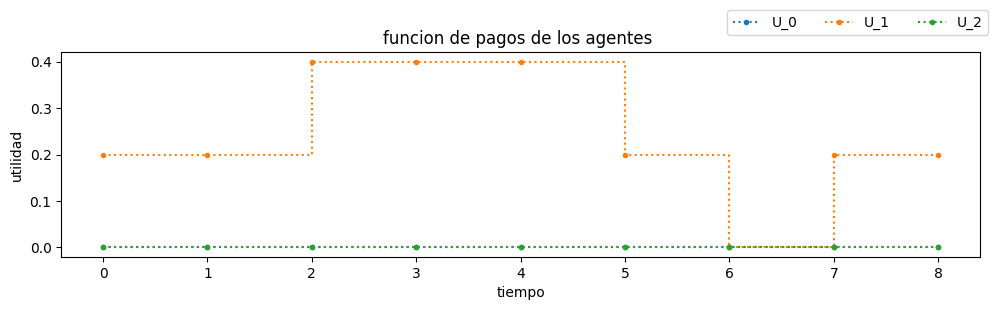 U_0 U_1 U_2
funcion de pagos de los agentes
utilidad
0.4
0.3
0.2
0.1
0.0
0 1 2 3 4 5 6 7 8
tiempo